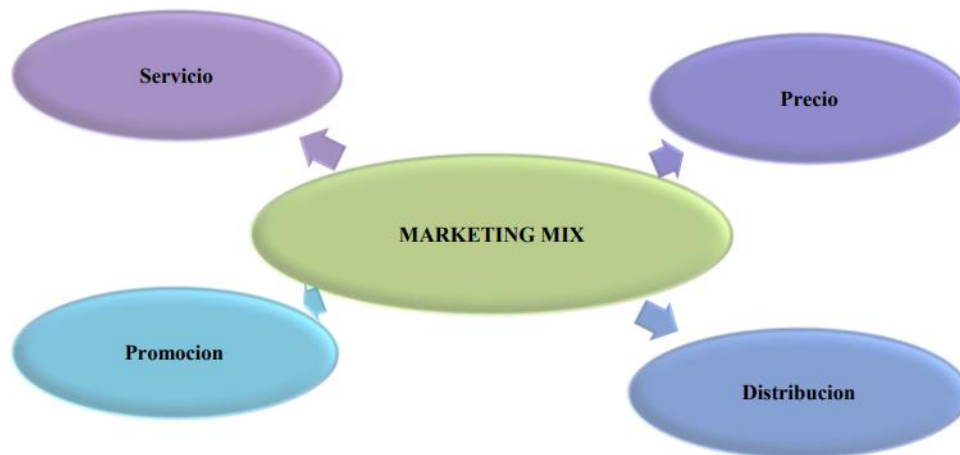 Servicio
Precio
MARKETING MIX
Promocion
Distribucion